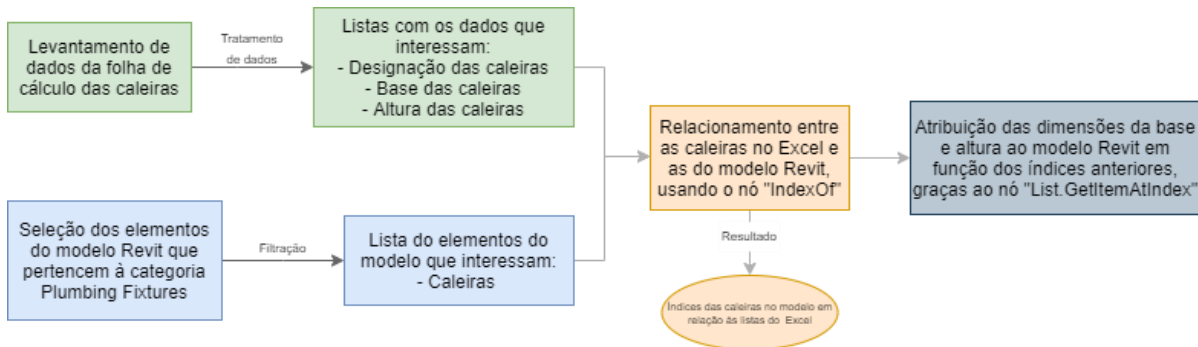 Levantamento de
dados da folha de
cálculo das caleiras
Tratamento
de dados
Listas com os dados que
interessam:
- Designação das caleiras
- Base das caleiras
- Altura das caleiras
Seleção dos elementos
do modelo Revit que
pertencem à categoria
Plumbing Fixtures
Filtração
Lista do elementos do
modelo que interessam:
- Caleiras
Relacionamento entre
as caleiras no Excel e
as do modelo Revit,
usando o nó "IndexOf"
Resultado
Índices das caleiras no modelo em
relação às listas do Excel
Atribuição das dimensões da base
e altura ao modelo Revit em
função dos índices anteriores,
graças ao nó "List.GetItemAtIndex"